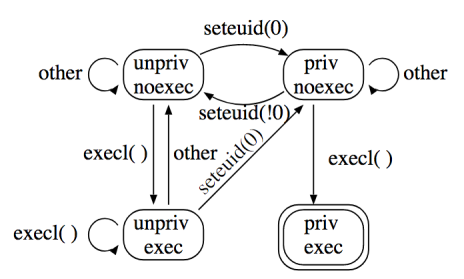 seteuid(0)
other
unpriv
noexec
priv
noexec
other
seteuid(!0)
execl( )
other
seteuid(0)
execl( )
execl( )
unpriv
exec
priv
exec